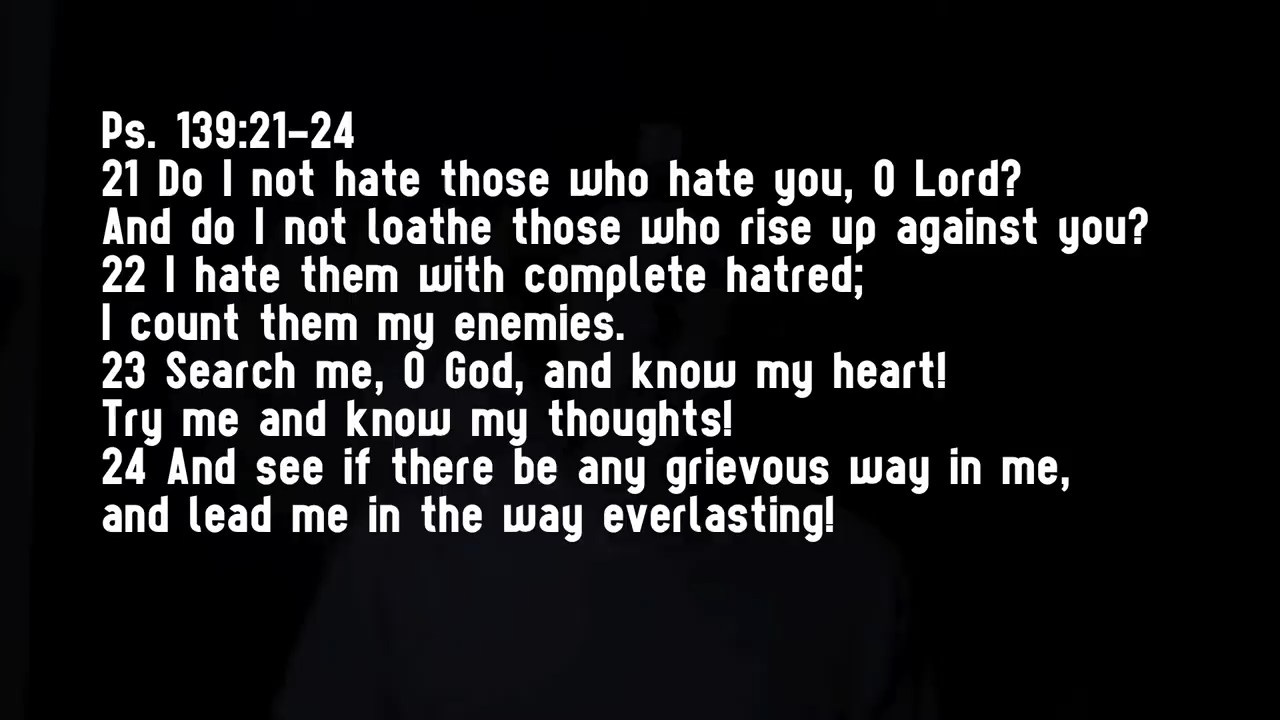 Ps. 139:21-24
21 Do I not hate those who hate you, O Lord?
And do I not loathe those who rise up against you?
22 I hate them with complete hatred;
I count them my enemies.
23 Search me, O God, and know my heart!
Try me and know my thoughts!
24 And see if there be any grievous way in me,
and lead me in the way everlasting!